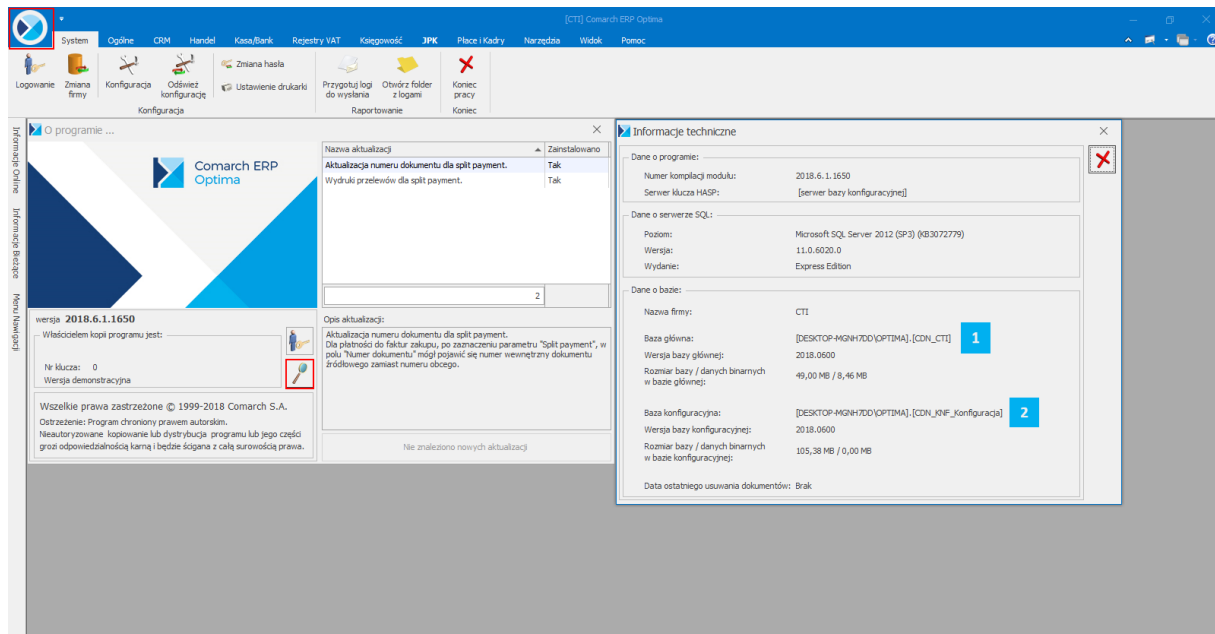 [CTI] Comarch ERP Optima
System Ogólne CRM Handel Kasa/Bank Rejestry VAT Księgowość JPK Płace i Kadry Narzędzia Widok Pomoc
Logowanie
Zmiana firmy
Konfiguracja
Odśwież konfigurację
Zmiana hasła
Ustawienie drukarki
Przygotuj logi do wysłania
Otwórz folder z logami
Koniec pracy
Konfiguracja Raportowanie Koniec
Informacje Online
Informacje Bieżące
Menu Nawigacji
O programie ...
Comarch ERP
Optima
wersja 2018.6.1.1650
Właścicielem kopii programu jest:
Nr klucza: 0
Wersja demonstracyjna
Wszelkie prawa zastrzeżone © 1999-2018 Comarch S.A.
Ostrzeżenie: Program chroniony prawem autorskim.
Nieautoryzowane kopiowanie lub dystrybucja programu lub jego części
grozi odpowiedzialnością karną i będzie ścigana z całą surowością prawa.
Nazwa aktualizacji Zainstalowano
Aktualizacja numeru dokumentu dla split payment. Tak
Wydruki przelewów dla split payment. Tak
2
Opis aktualizacji:
Aktualizacja numeru dokumentu dla split payment.
Dla płatności do faktur zakupu, po zaznaczeniu parametru "Split payment", w
polu "Numer dokumentu" mógł pojawić się numer wewnętrzny dokumentu
źródłowego zamiast numeru obcego.
Nie znaleziono nowych aktualizacji
Informacje techniczne
Dane o programie:
Numer kompilacji modułu: 2018.6.1.1650
Serwer klucza HASP: [serwer bazy konfiguracyjnej]
Dane o serwerze SQL:
Poziom: Microsoft SQL Server 2012 (SP3) (KB3072779)
Wersja: 11.0.6020.0
Wydanie: Express Edition
Dane o bazie:
Nazwa firmy: CTI
Baza główna: [DESKTOP-MGNH7DD\OPTIMA].[CDN_CTI] 1
Wersja bazy głównej: 2018.0600
Rozmiar bazy / danych binarnych
w bazie głównej: 49,00 MB / 8,46 MB
Baza konfiguracyjna: [DESKTOP-MGNH7DD\OPTIMA].[CDN_KNF_Konfiguracja] 2
Wersja bazy konfiguracyjnej: 2018.0600
Rozmiar bazy / danych binarnych
w bazie konfiguracyjnej: 105,38 MB / 0,00 MB
Data ostatniego usuwania dokumentów: Brak